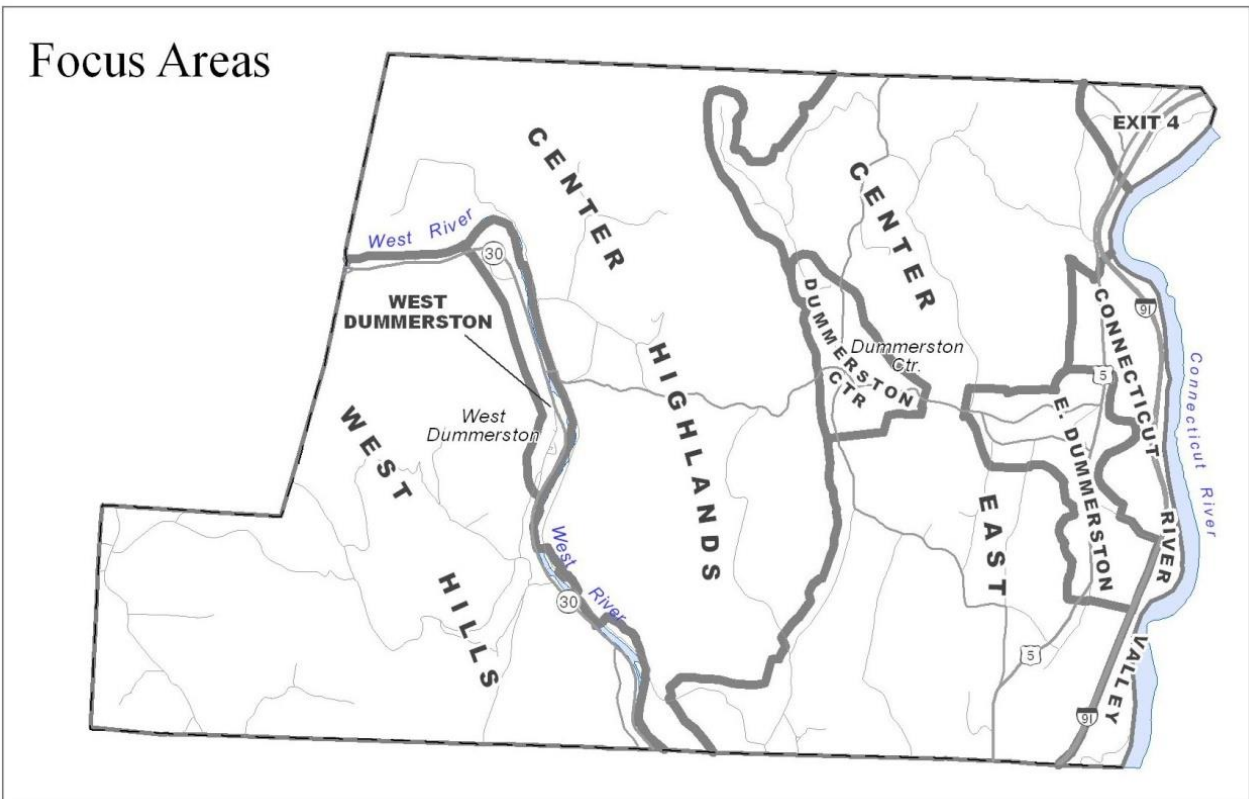 Focus Areas
EXIT 4
CENTER
HIGHLANDS
CENTER
West River
30
WEST
DUMMERSTON
DUMMERSTON
CTR
Dummerston
Ctr.
91
CONNECTICUT
RIVER
VALLEY
Connecticut River
5
E. DUMMERSTON
West
Dummerston
WEST
HILLS
EAST
West River
30
5
91